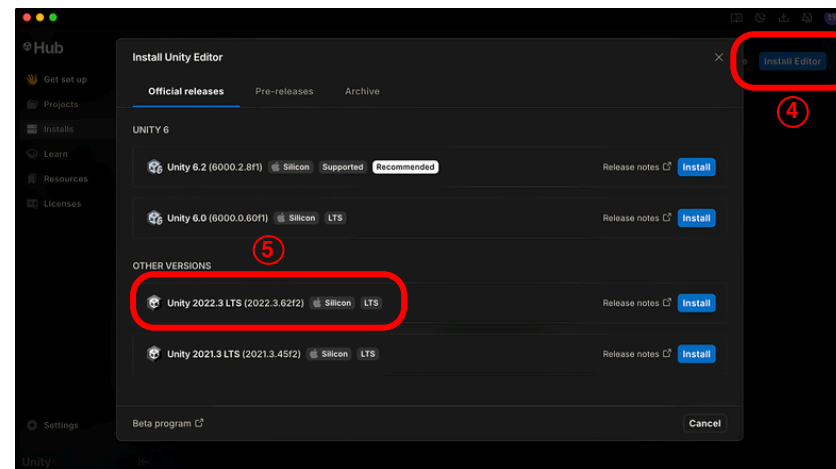 Hub
Install Unity Editor
Install Editor
④
Official releases Pre-releases Archive
Get set up
Projects
Installs
Learn
Resources
Licenses
UNITY 6
Unity 6.2 (6000.2.8f1) Silicon Supported Recommended Release notes Install
Unity 6.0 (6000.0.60f1) Silicon LTS Release notes Install
⑤
OTHER VERSIONS
Unity 2022.3 LTS (2022.3.62f2) Silicon LTS Release notes Install
Unity 2021.3 LTS (2021.3.45f2) Silicon LTS Release notes Install
Settings
Beta program Cancel
Unity